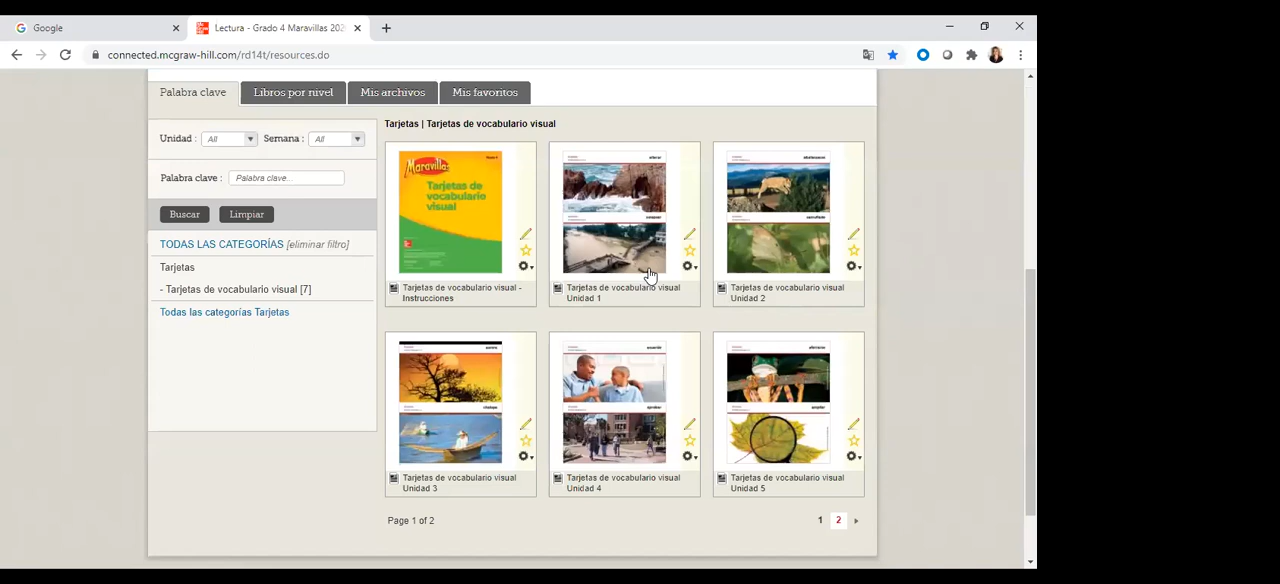 Google
Lectura - Grado 4 Maravillas 202
connected.mcgraw-hill.com/rd14t/resources.do
Palabra clave
Libros por nivel
Mis archivos
Mis favoritos
Unidad :
All
Semana :
All
Palabra clave :
Palabra clave...
Buscar
Limpiar
TODAS LAS CATEGORÍAS [eliminar filtro]
Tarjetas
- Tarjetas de vocabulario visual [7]
Todas las categorías Tarjetas
Tarjetas | Tarjetas de vocabulario visual
Maravillas
Tarjetas de
vocabulario
visual
Tarjetas de vocabulario visual -
Instrucciones
Tarjetas de vocabulario visual
Unidad 1
Tarjetas de vocabulario visual
Unidad 2
Tarjetas de vocabulario visual
Unidad 3
Tarjetas de vocabulario visual
Unidad 4
ampliar
Tarjetas de vocabulario visual
Unidad 5
Page 1 of 2
1
2